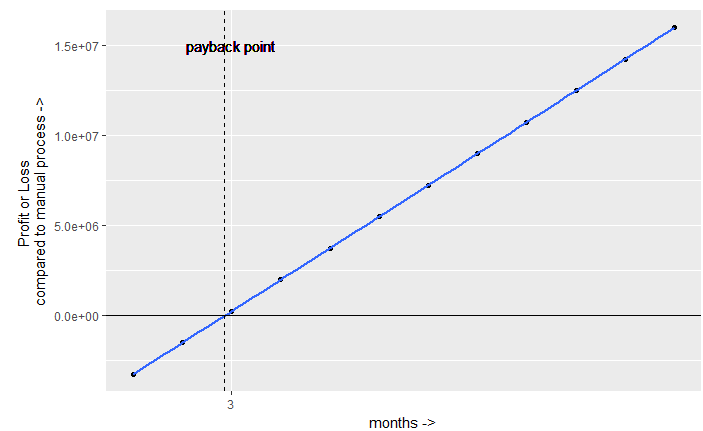 payback point
1.5e+07
1.0e+07
5.0e+06
0.0e+00
Profit or Loss
compared to manual process ->
3
months ->